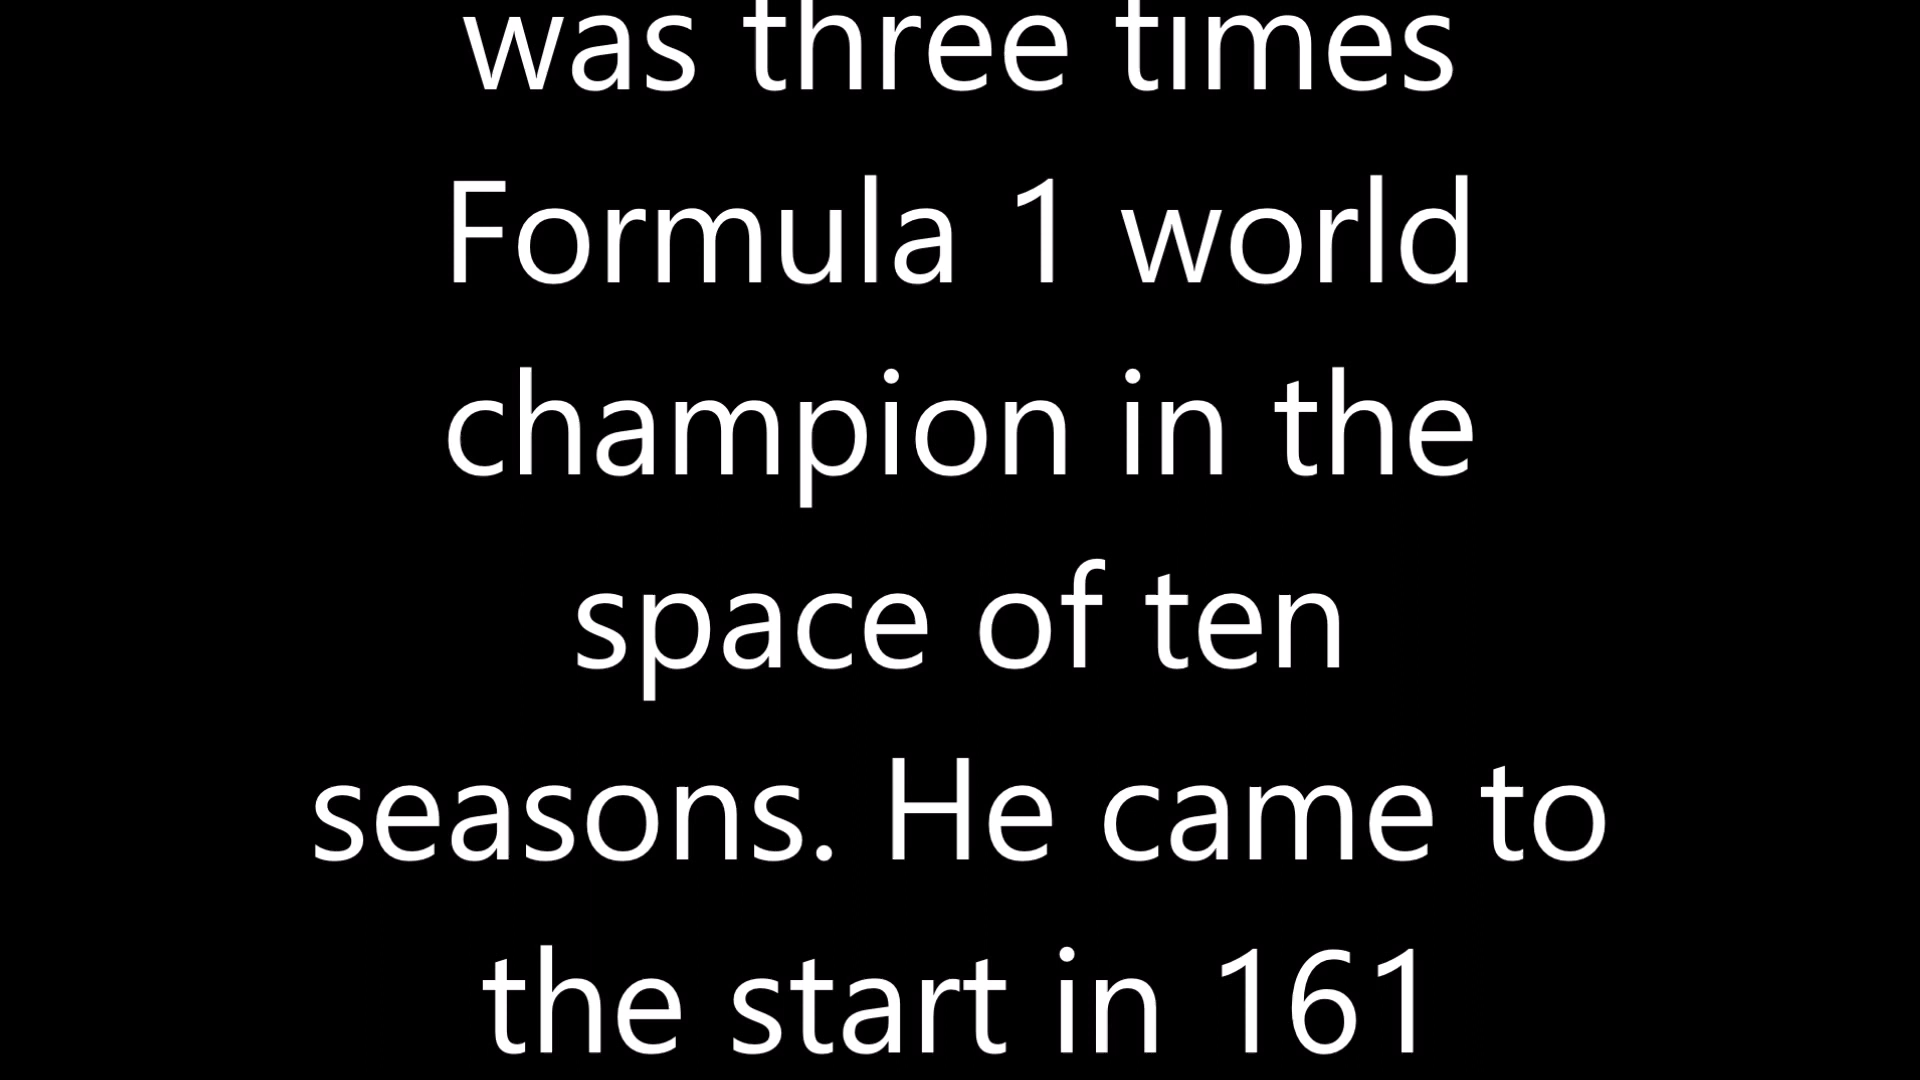 was three times
Formula 1 world
champion in the
space of ten
seasons. He came to
the start in 161